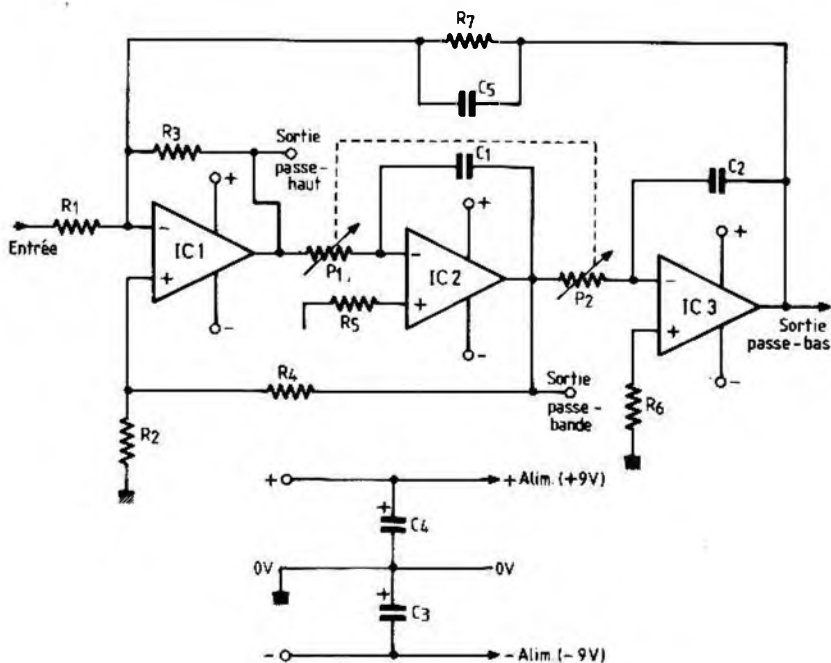 R7
C5
R3
Sortie
passe-haut
C1
C2
R1
Entrée
-
+
IC1
+
-
P1
-
+
IC2
+
-
R5
P2
-
+
IC3
+
-
Sortie
passe-bas
R4
Sortie
passe-
bande
R2
R6
+
+ Alim. (+9V)
+
C4
0V
0V
+
C3
-
- Alim. (-9V)